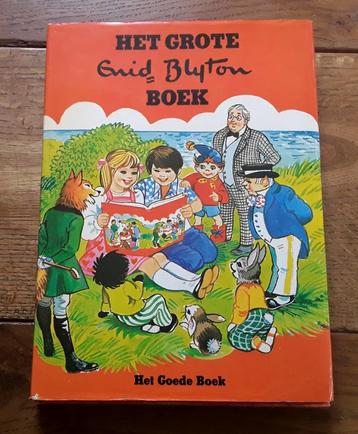 HET GROTE
Enid Blyton
BOEK
Het Goede Boek